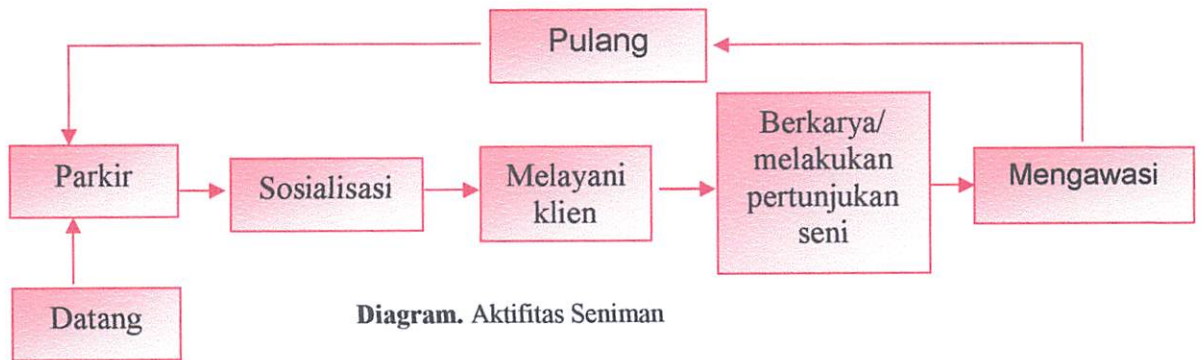 Pulang
Parkir
Sosialisasi
Melayani
klien
Berkarya/
melakukan
pertunjukan
seni
Mengawasi
Datang
Diagram. Aktifitas Seniman